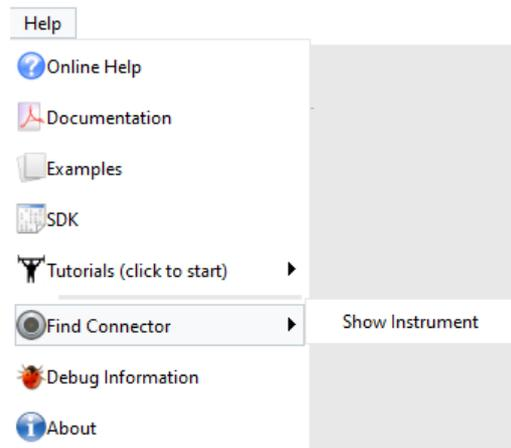 Help
Online Help
Documentation
Examples
SDK
Tutorials (click to start)
Find Connector
Show Instrument
Debug Information
About